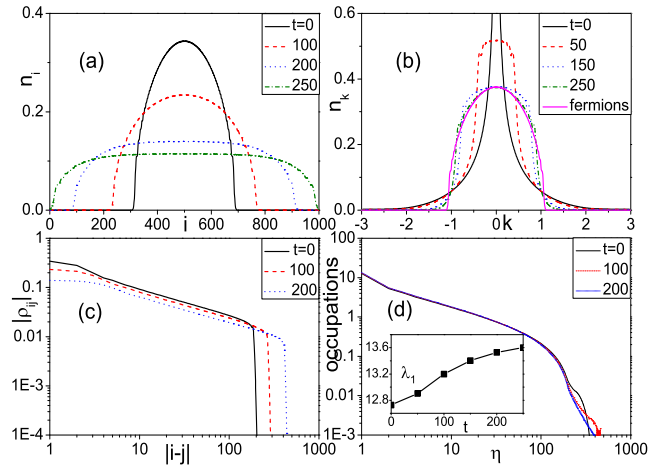 (a)
t=0
100
200
250
n_i
0.4
0.2
0.0
0 200 400 600 800 1000
i
(b)
t=0
50
150
250
fermions
n_k
0.6
0.4
0.2
0.0
-3 -2 -1 0 1 2 3
k
(c)
t=0
100
200
|ρ_ij|
1
0.1
0.01
1E-3
1E-4
1 10 100 1000
|i-j|
(d)
t=0
100
200
occupations
100
10
1
0.1
0.01
1E-3
1 10 100 1000
η
13.6
13.2
12.8
λ_1
0 100 200
t